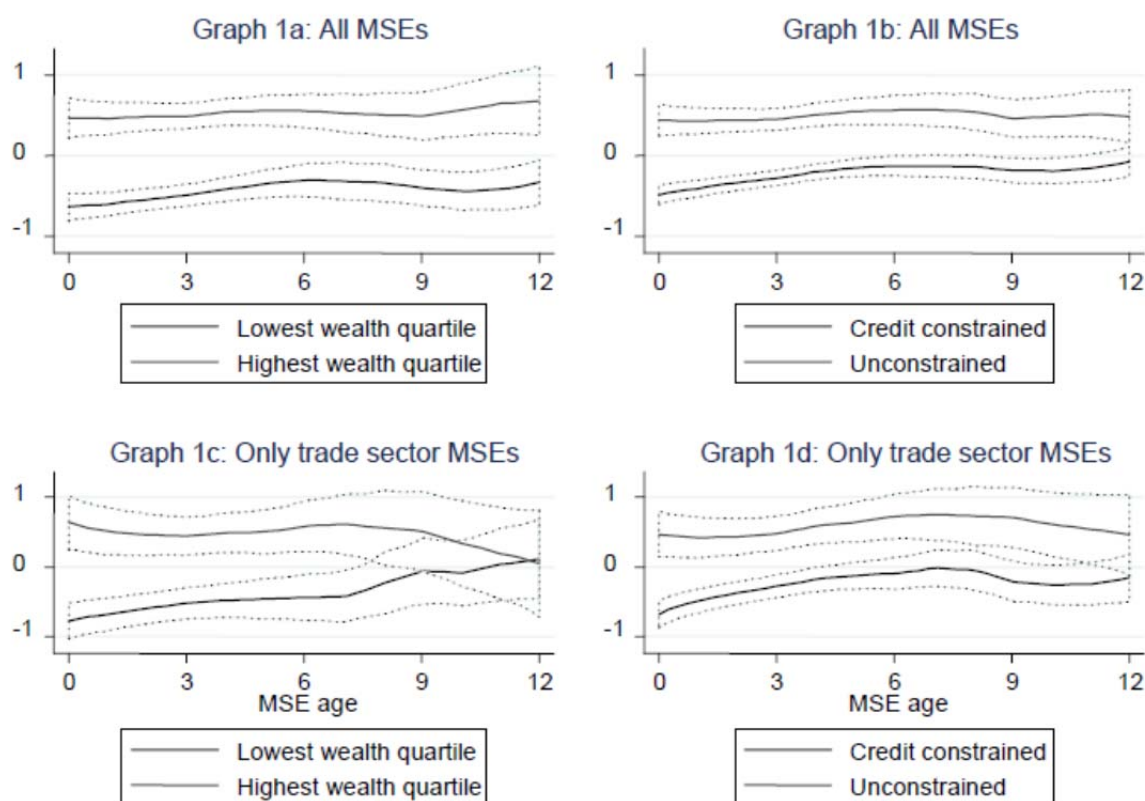 Graph 1a: All MSEs
1
0
-1
0 3 6 9 12
Lowest wealth quartile
Highest wealth quartile
Graph 1b: All MSEs
1
0
-1
0 3 6 9 12
Credit constrained
Unconstrained
Graph 1c: Only trade sector MSEs
1
0
-1
0 3 6 9 12
MSE age
Lowest wealth quartile
Highest wealth quartile
Graph 1d: Only trade sector MSEs
1
0
-1
0 3 6 9 12
MSE age
Credit constrained
Unconstrained